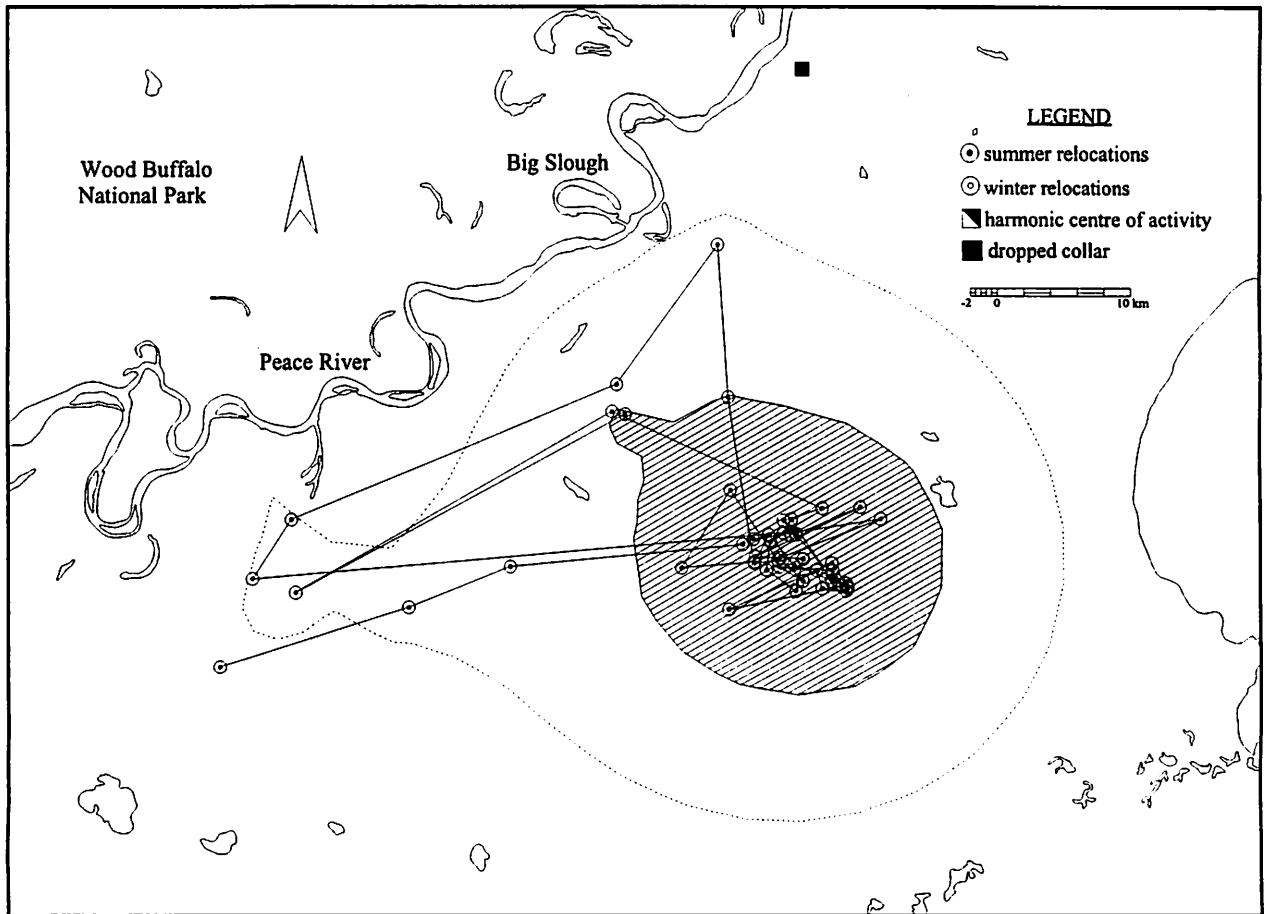 Wood Buffalo
National Park
Big Slough
Peace River
LEGEND
summer relocations
winter relocations
harmonic centre of activity
dropped collar
-2 0 10 km